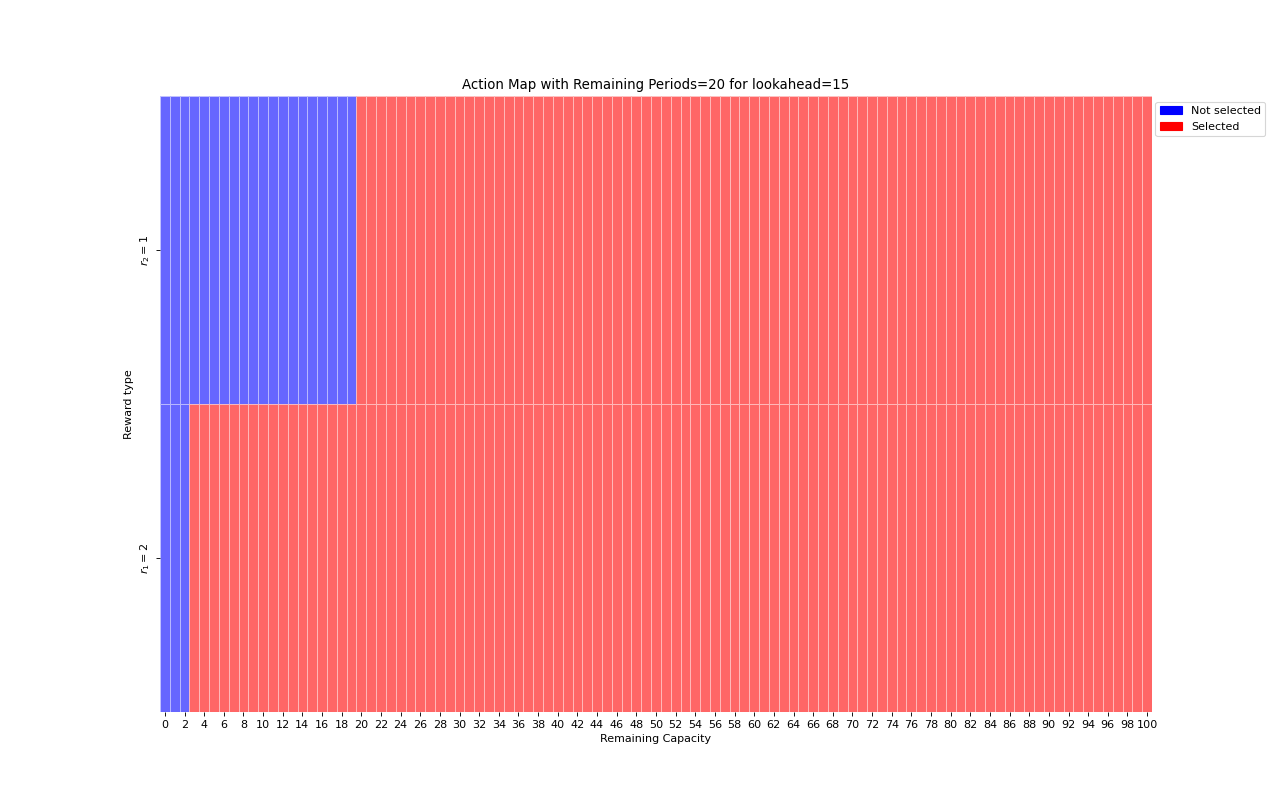 Action Map with Remaining Periods=20 for lookahead=15
Not selected
Selected
r₂ = 1
Reward type
r₁ = 2
0 2 4 6 8 10 12 14 16 18 20 22 24 26 28 30 32 34 36 38 40 42 44 46 48 50 52 54 56 58 60 62 64 66 68 70 72 74 76 78 80 82 84 86 88 90 92 94 96 98 100
Remaining Capacity